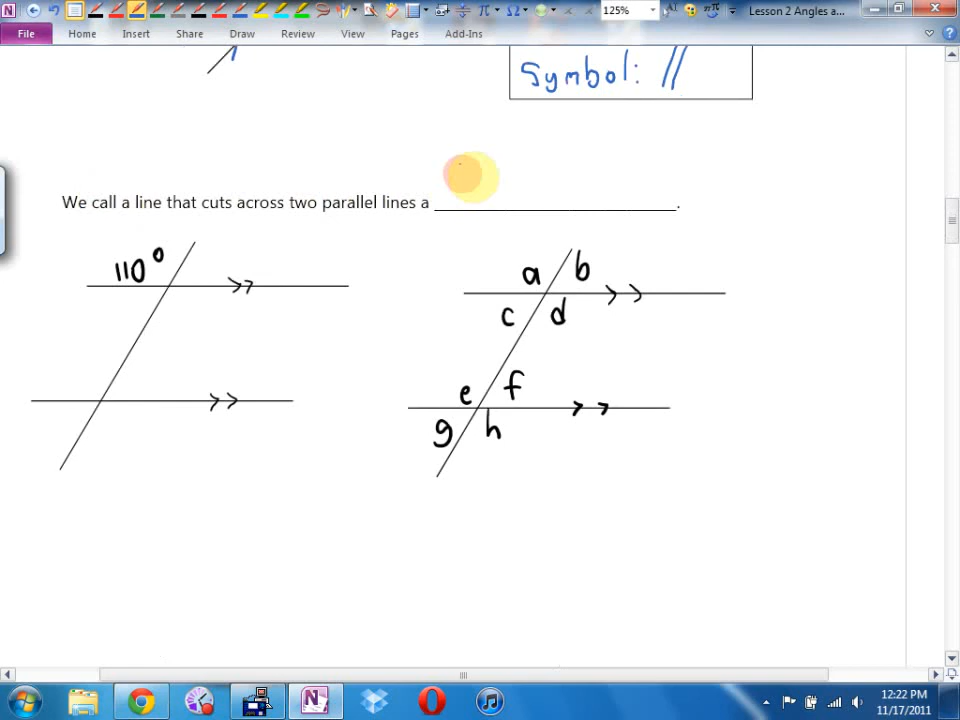 125%
Lesson 2 Angles a...
File Home Insert Share Draw Review View Pages Add-Ins
Symbol: //
We call a line that cuts across two parallel lines a ____________________________.
110°
a b
c d
e f
g h
12:22 PM
11/17/2011